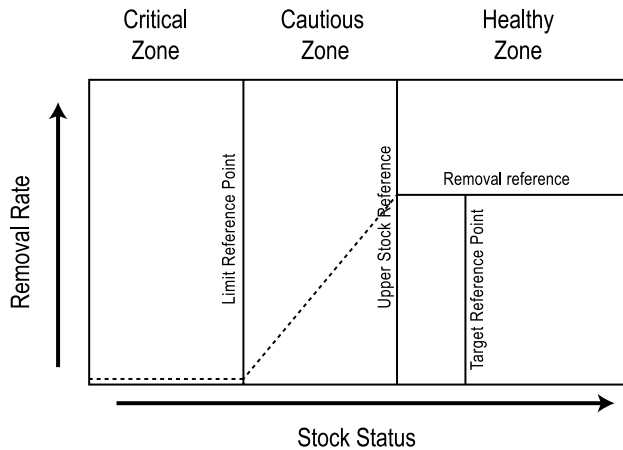 Critical
Zone
Cautious
Zone
Healthy
Zone
Removal Rate
Limit Reference Point
Upper Stock Reference
Removal reference
Target Reference Point
Stock Status